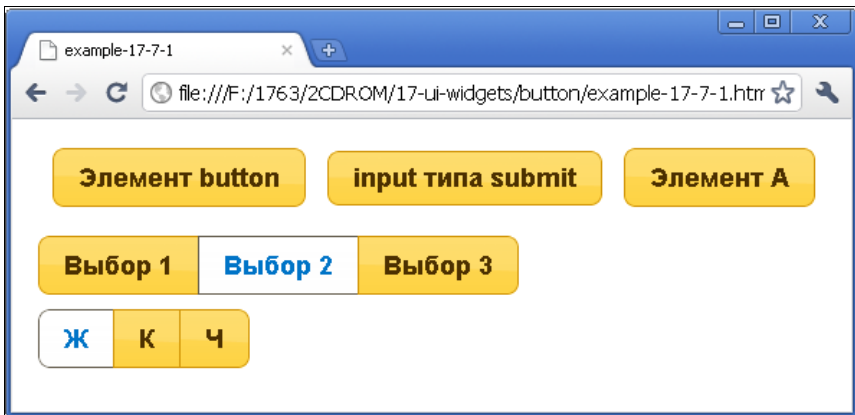 example-17-7-1
file:///F:/1763/2CDROM/17-ui-widgets/button/example-17-7-1.htm
Элемент button input типа submit Элемент A
Выбор 1 Выбор 2 Выбор 3
Ж К Ч